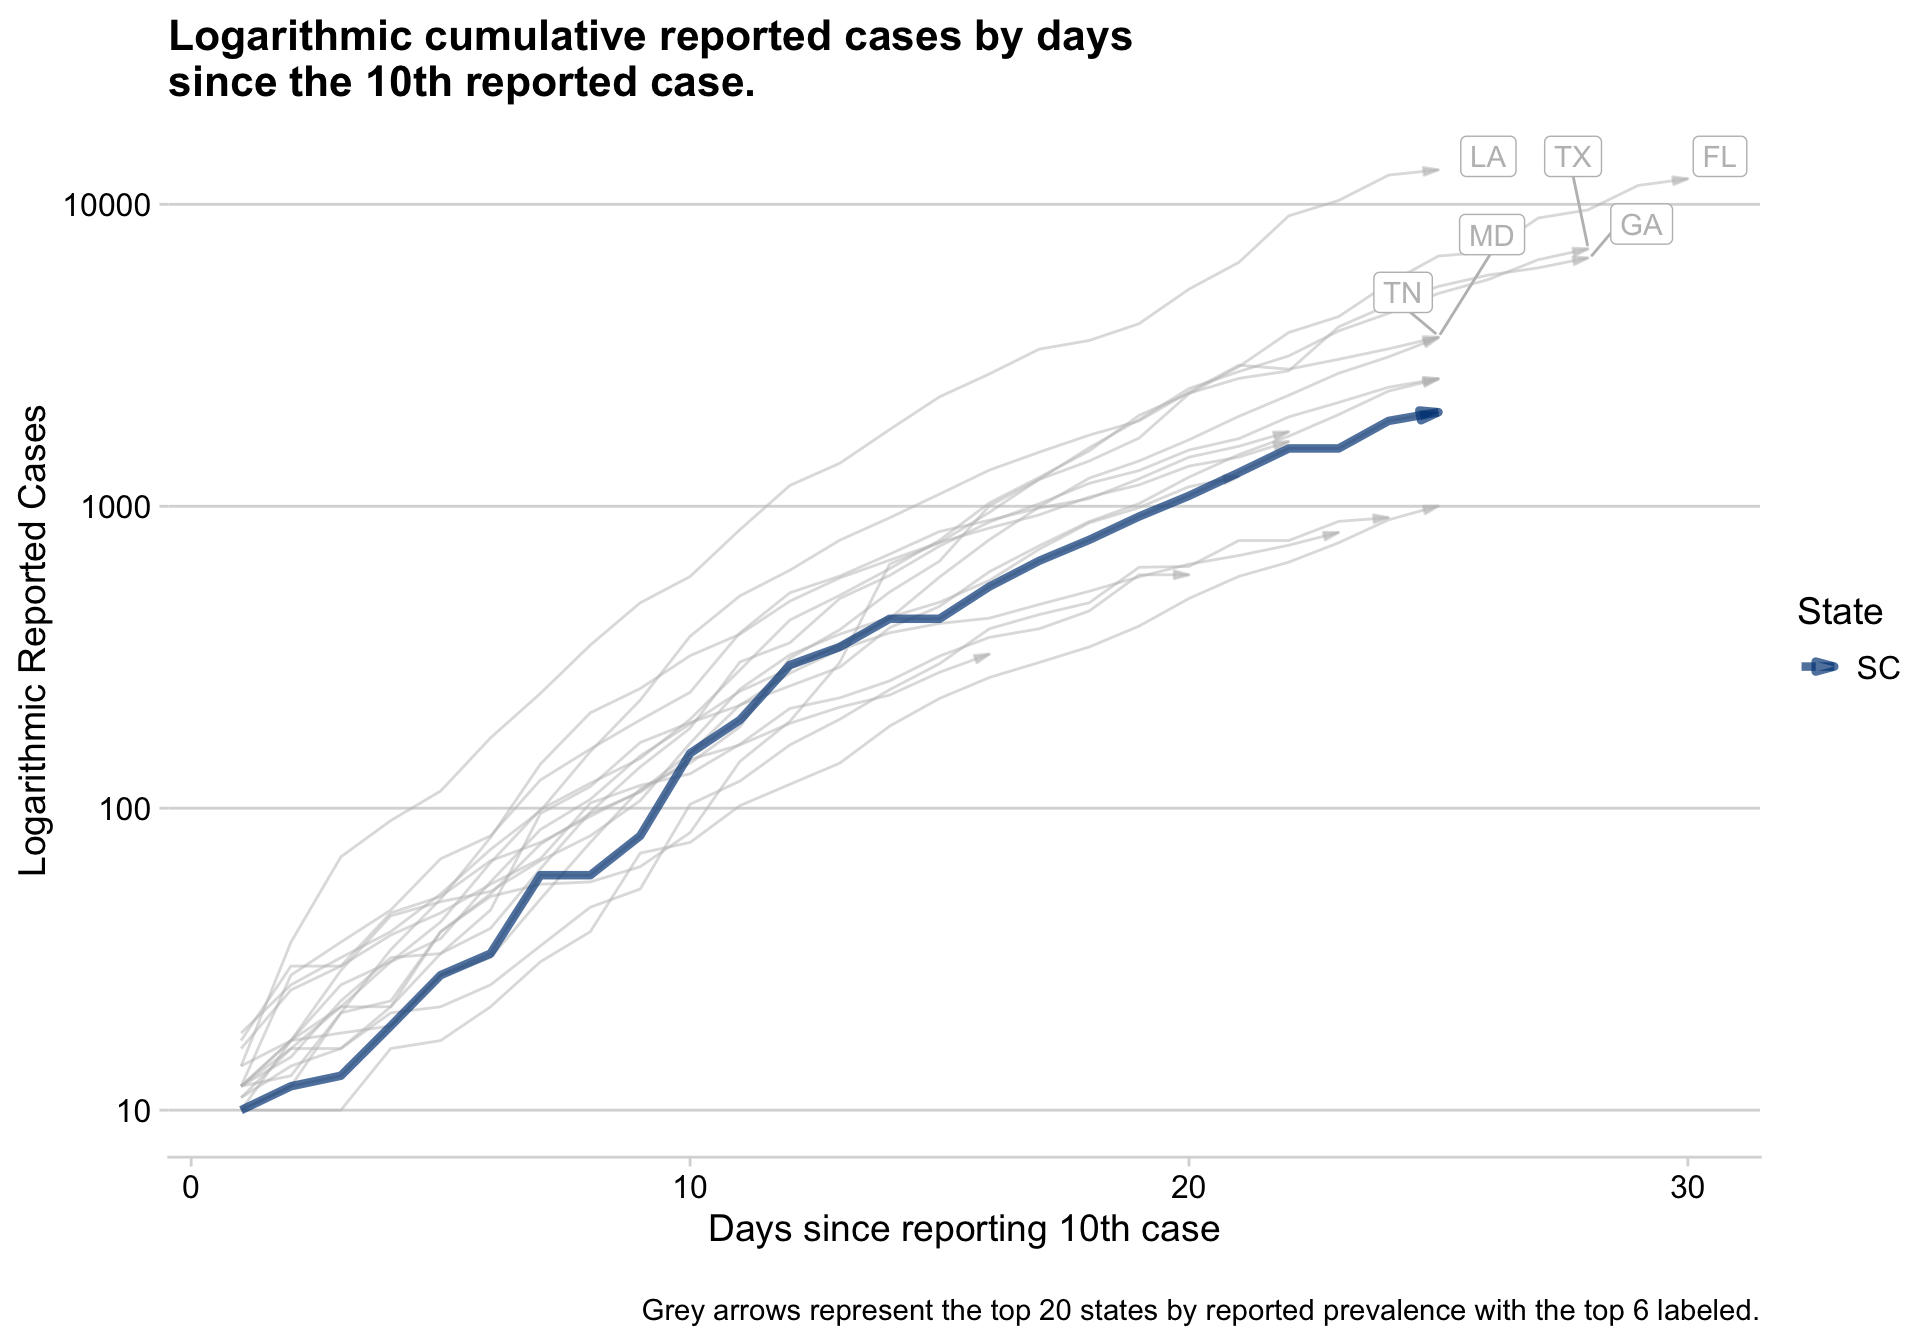 Logarithmic cumulative reported cases by days
since the 10th reported case.
LA
TX
FL
10000
GA
MD
TN
Logarithmic Reported Cases
1000
State
SC
100
10
0
10
20
30
Days since reporting 10th case
Grey arrows represent the top 20 states by reported prevalence with the top 6 labeled.